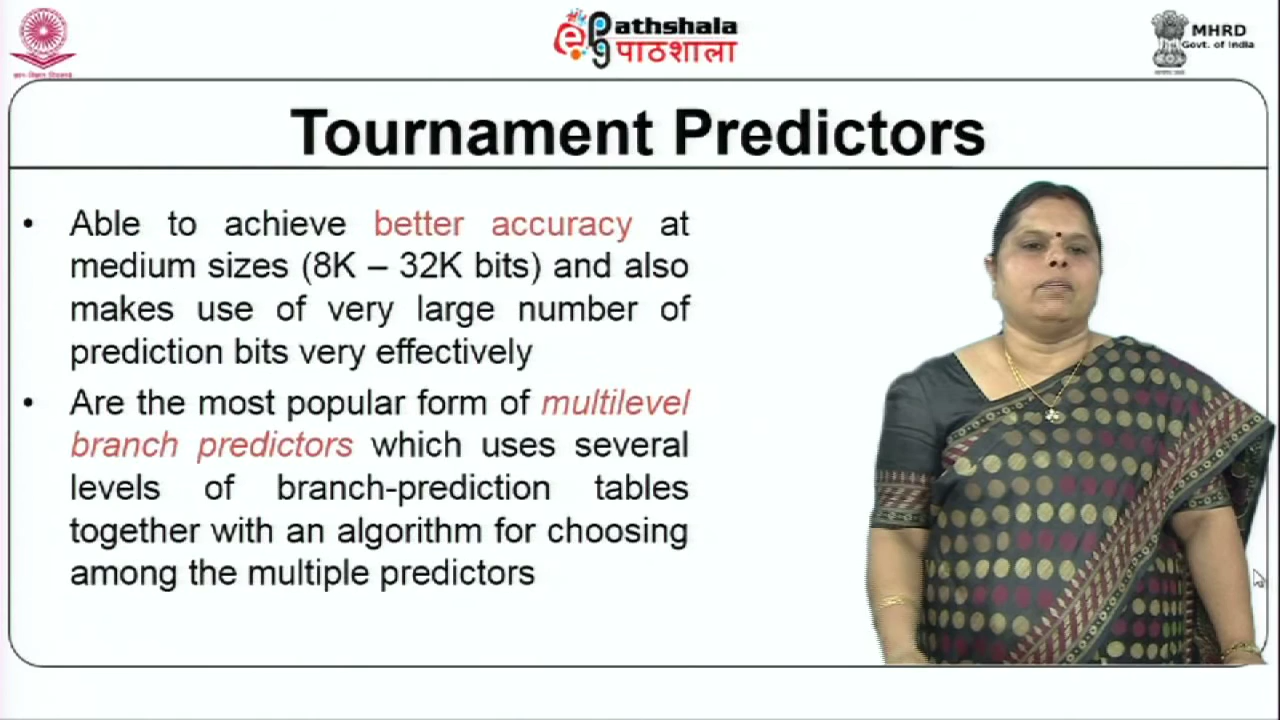 ePathshala
पाठशाला
MHRD
Govt. of India
Tournament Predictors
• Able to achieve better accuracy at
medium sizes (8K – 32K bits) and also
makes use of very large number of
prediction bits very effectively
• Are the most popular form of multilevel
branch predictors which uses several
levels of branch-prediction tables
together with an algorithm for choosing
among the multiple predictors